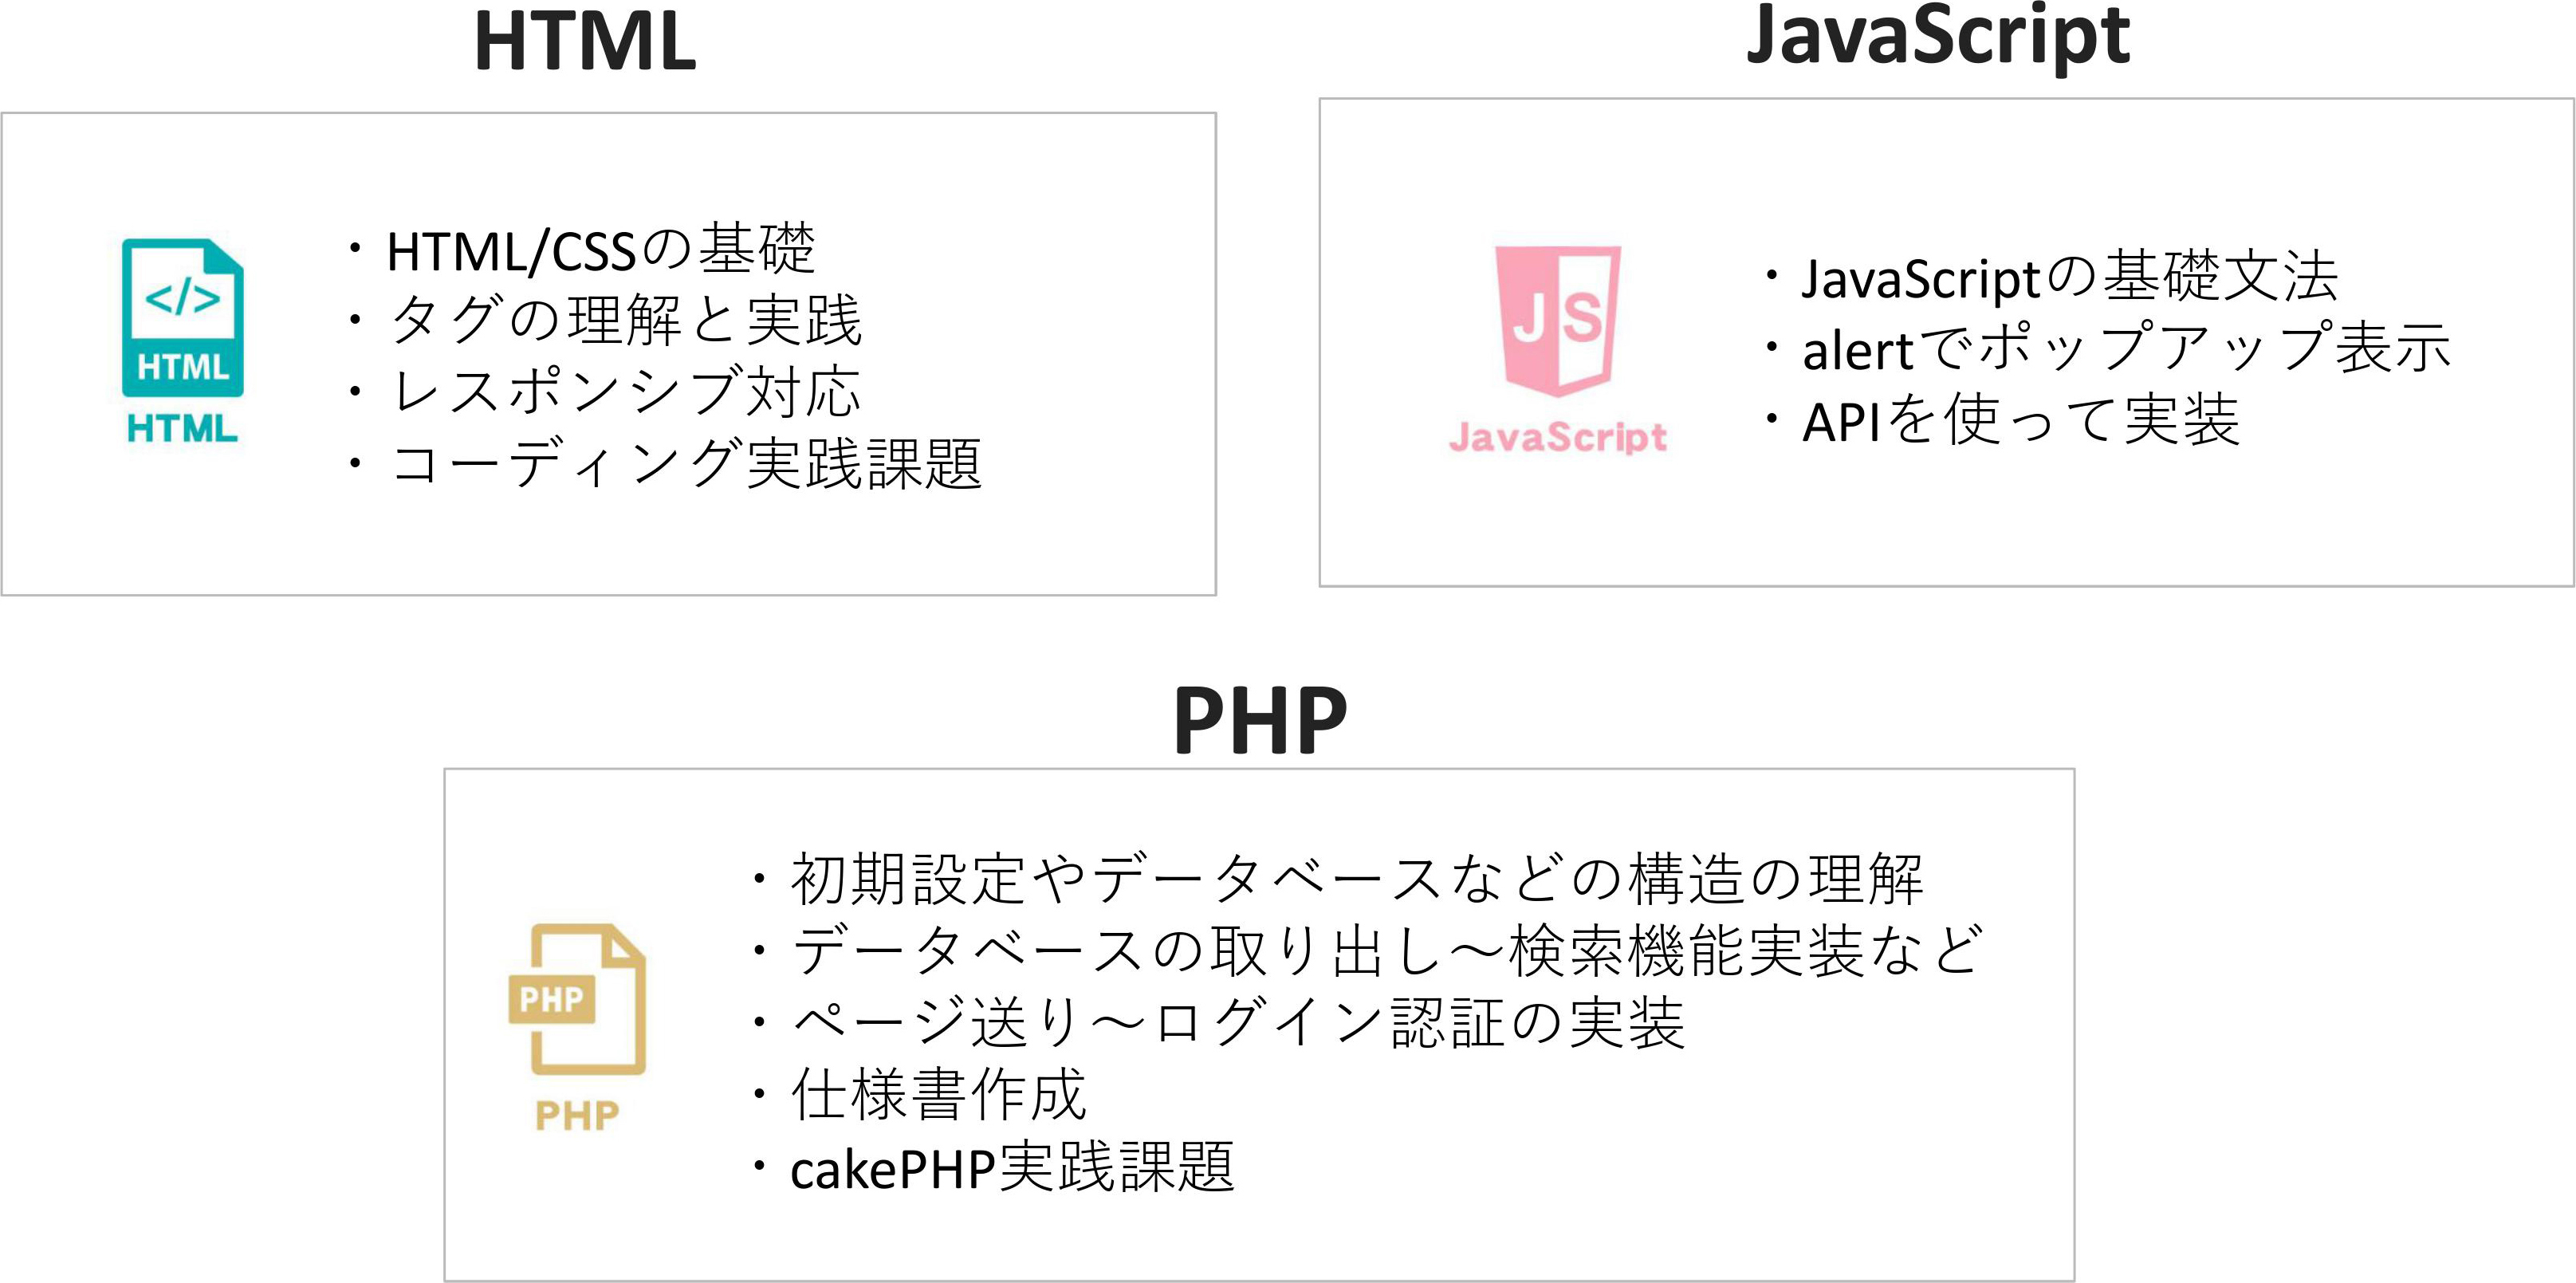 HTML
</>
HTML
HTML
・HTML/CSSの基礎
・タグの理解と実践
・レスポンシブ対応
・コーディング実践課題
JavaScript
JS
JavaScript
・JavaScriptの基礎文法
・alertでポップアップ表示
・APIを使って実装
PHP
PHP
PHP
・初期設定やデータベースなどの構造の理解
・データベースの取り出し～検索機能実装など
・ページ送り～ログイン認証の実装
・仕様書作成
・cakePHP実践課題